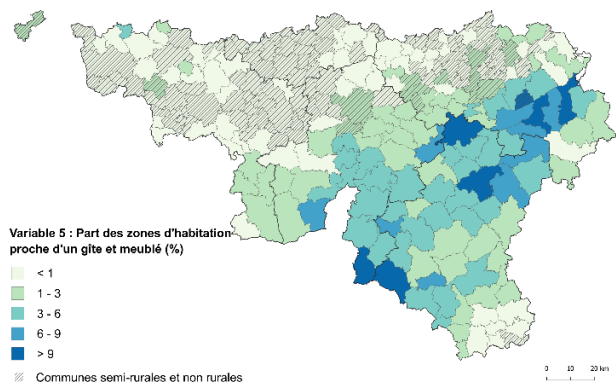 Variable 5 : Part des zones d'habitation
proche d'un gîte et meublé (%)
< 1
1 - 3
3 - 6
6 - 9
> 9
Communes semi-rurales et non rurales
0 10 20 km